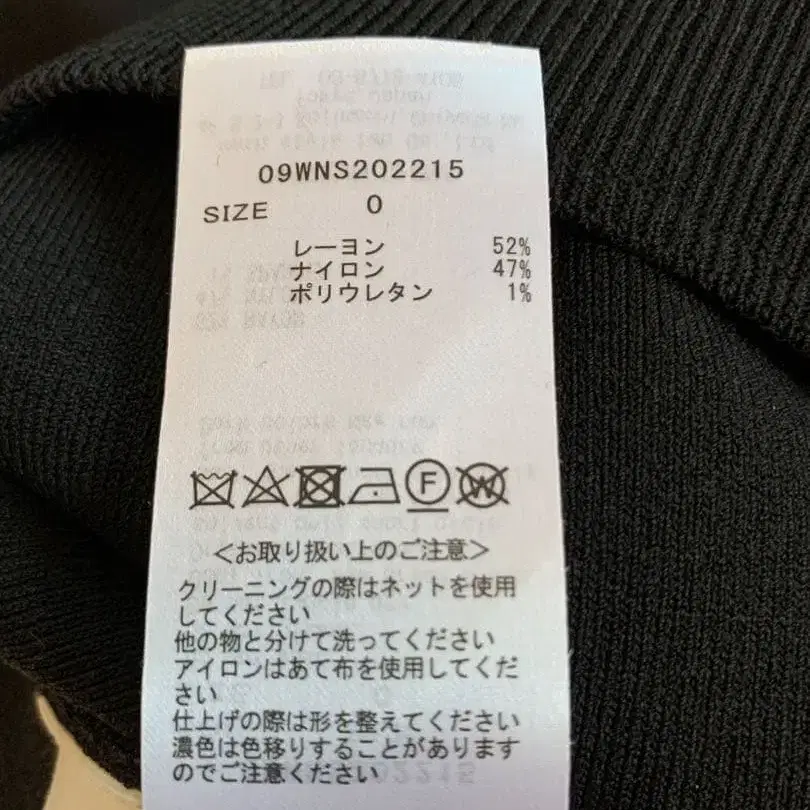 09WNS202215
SIZE 0
レーヨン 52%
ナイロン 47%
ポリウレタン 1%
F W
<お取り扱い上のご注意>
クリーニングの際はネットを使用
してください
他の物と分けて洗ってください
アイロンはあて布を使用してくだ
さい
仕上げの際は形を整えてください
濃色は色移りすることがあります
のでご注意ください